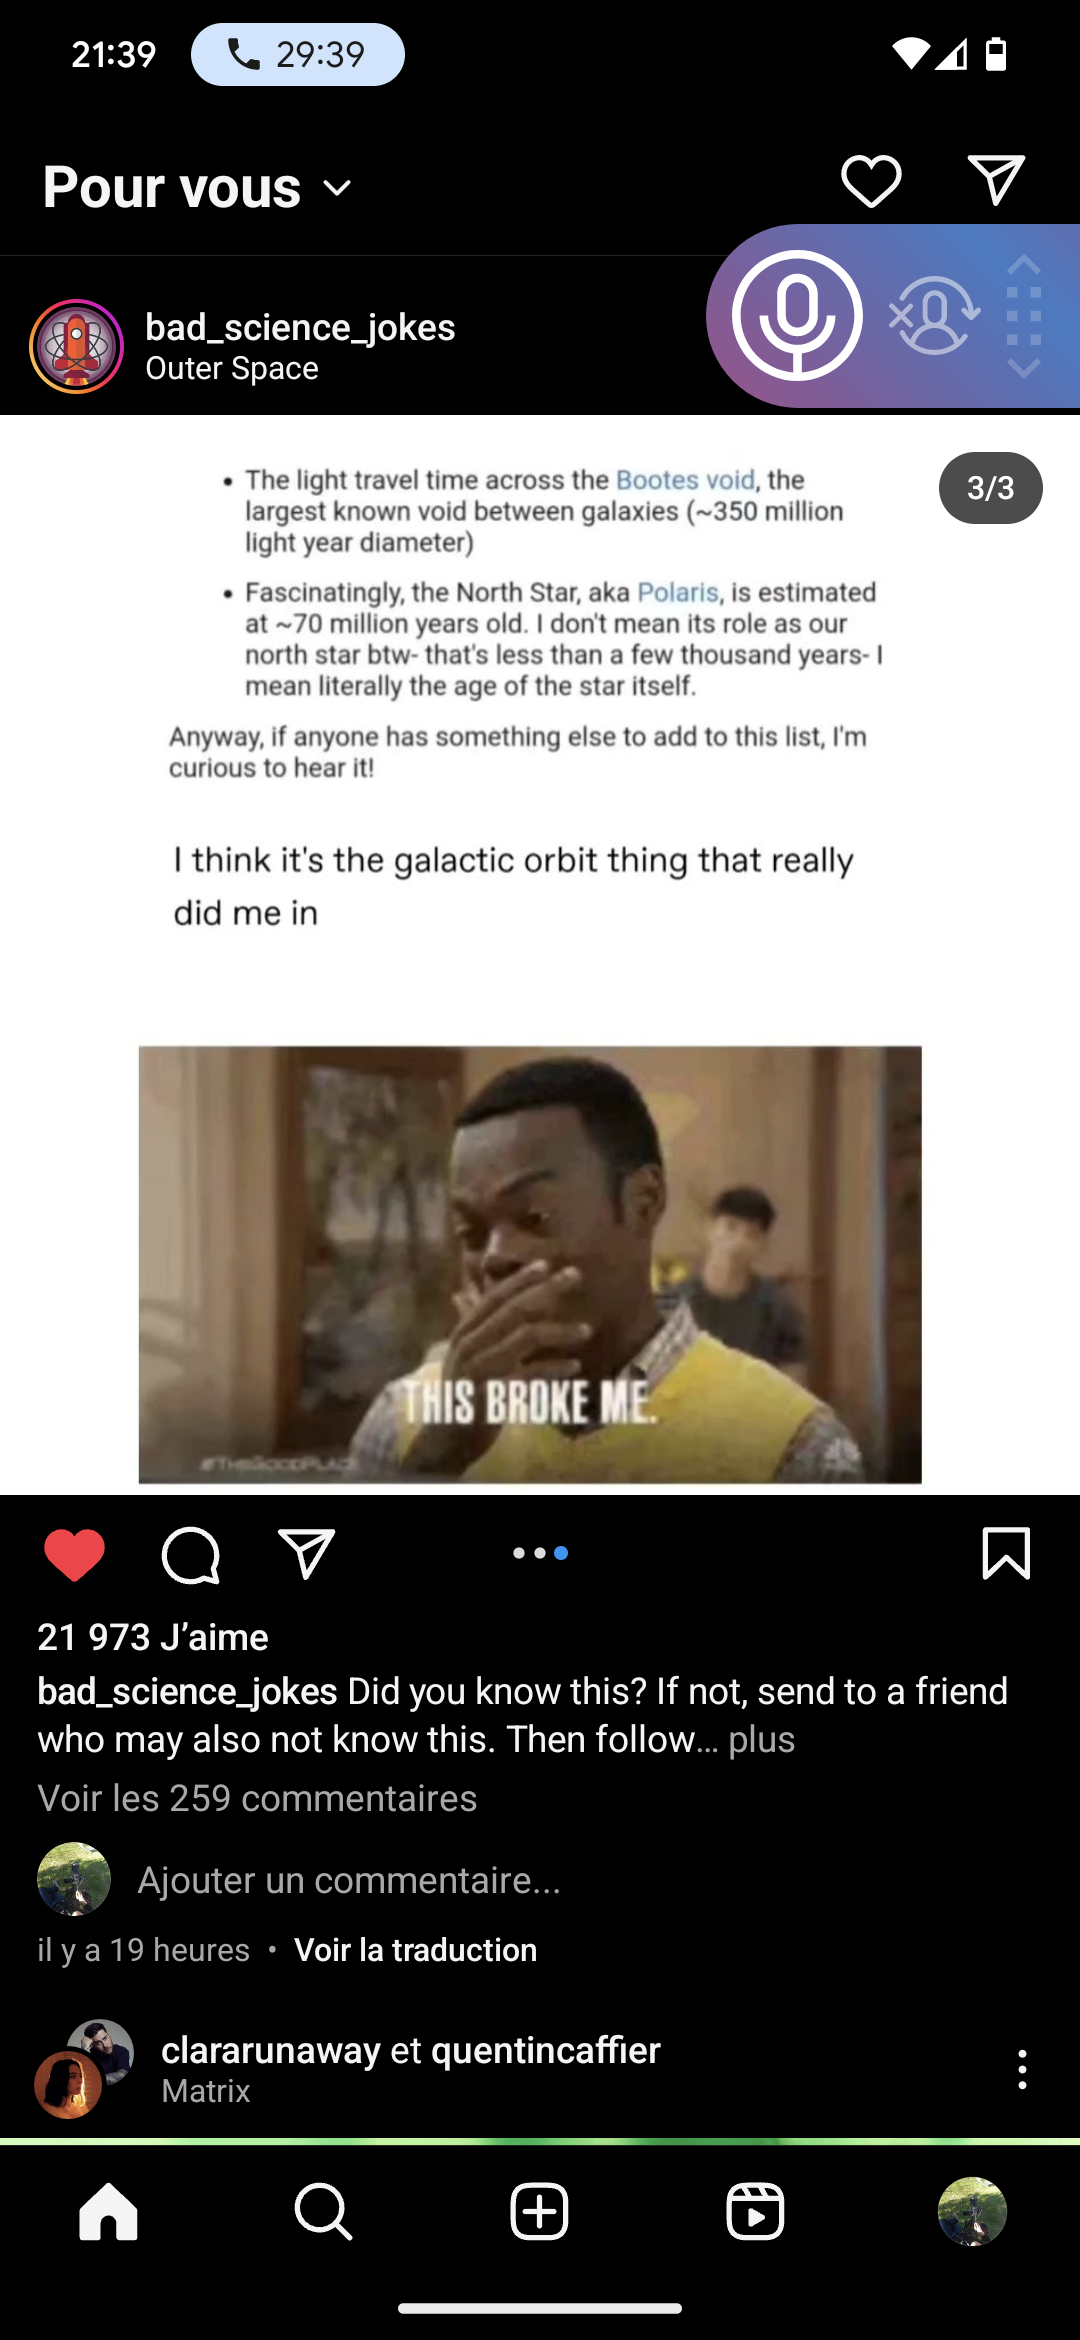 21:39
29:39
Pour vous
bad_science_jokes
Outer Space
3/3
• The light travel time across the Bootes void, the
largest known void between galaxies (~350 million
light year diameter)
• Fascinatingly, the North Star, aka Polaris, is estimated
at ~70 million years old. I don't mean its role as our
north star btw- that's less than a few thousand years- I
mean literally the age of the star itself.
Anyway, if anyone has something else to add to this list, I'm
curious to hear it!
I think it's the galactic orbit thing that really
did me in
THIS BROKE ME.
#THEGOODPLACE
21 973 J’aime
bad_science_jokes Did you know this? If not, send to a friend
who may also not know this. Then follow... plus
Voir les 259 commentaires
Ajouter un commentaire...
il y a 19 heures • Voir la traduction
clararunaway et quentincaffier
Matrix